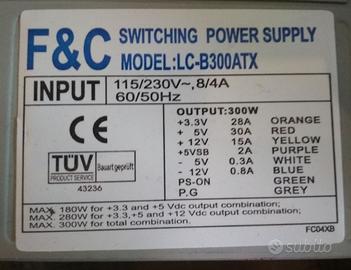 F&C SWITCHING POWER SUPPLY
MODEL:LC-B300ATX
INPUT 115/230V~,8/4A
60/50Hz
CE
TÜV
PRODUCT SERVICE
Bauart geprüft
43236
OUTPUT:300W
+3.3V 28A ORANGE
+ 5V 30A RED
+ 12V 15A YELLOW
+5VSB 2A PURPLE
- 5V 0.3A WHITE
- 12V 0.8A BLUE
PS-ON GREEN
P.G GREY
MAX. 180W for +3.3 and +5 Vdc output combination;
MAX. 280W for +3.3,+5 and +12 Vdc output combination;
MAX. 300W for total combination.
FC04XB
subito